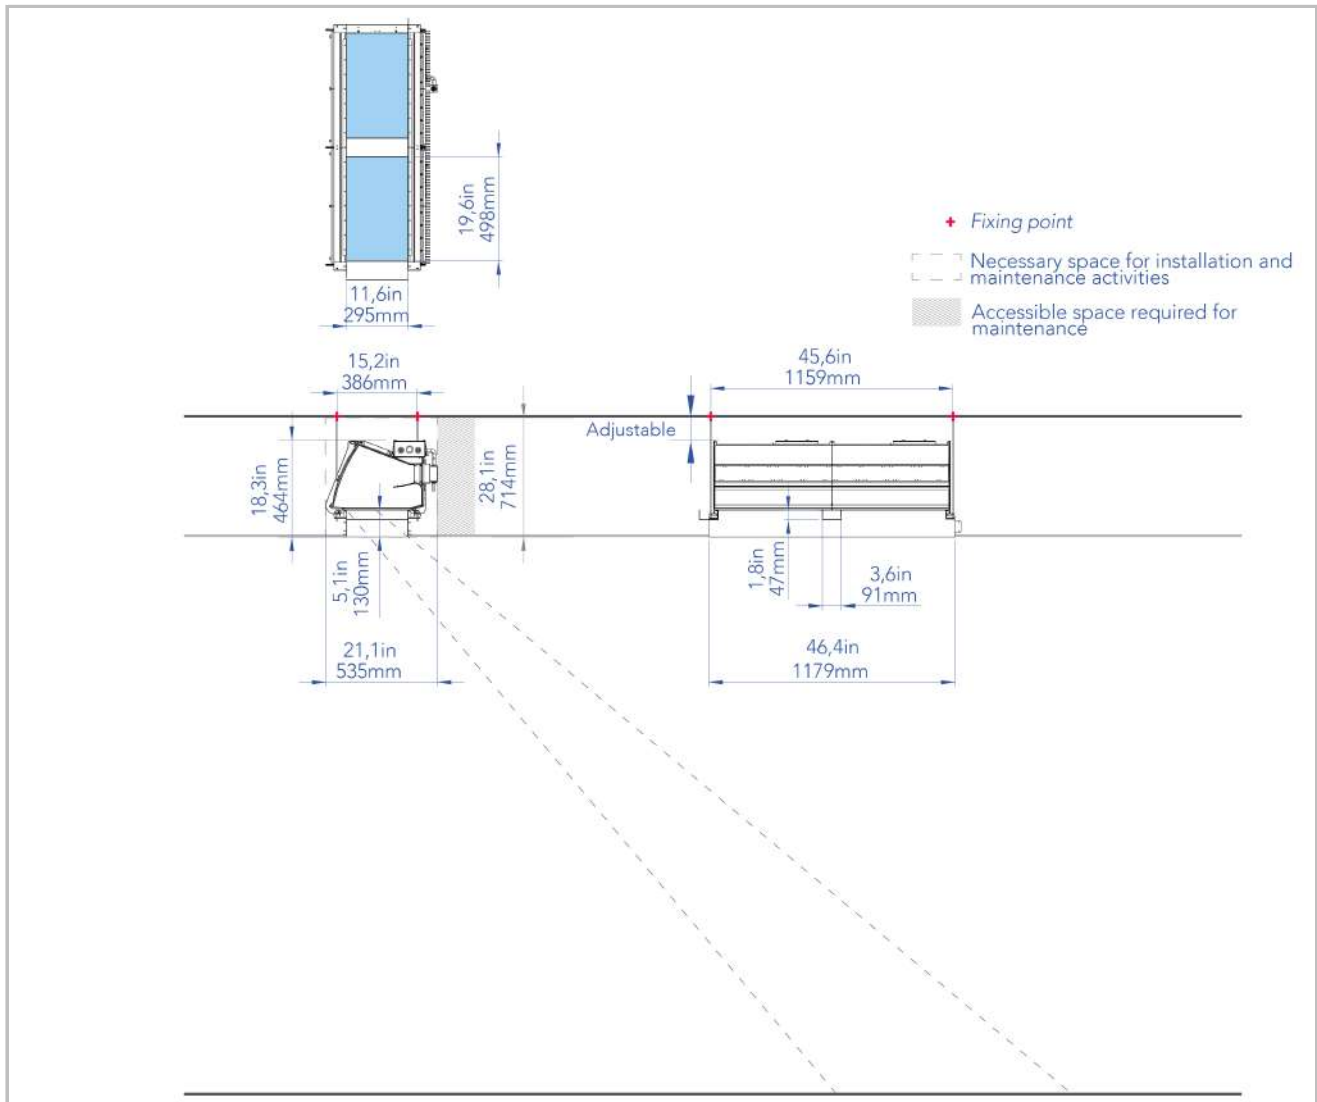 19,6in
498mm
11,6in
295mm
Fixing point
Necessary space for installation and
maintenance activities
Accessible space required for
maintenance
15,2in
386mm
45,6in
1159mm
Adjustable
18,3in
464mm
28,1in
714mm
5,1in
130mm
1,8in
47mm
3,6in
91mm
21,1in
535mm
46,4in
1179mm